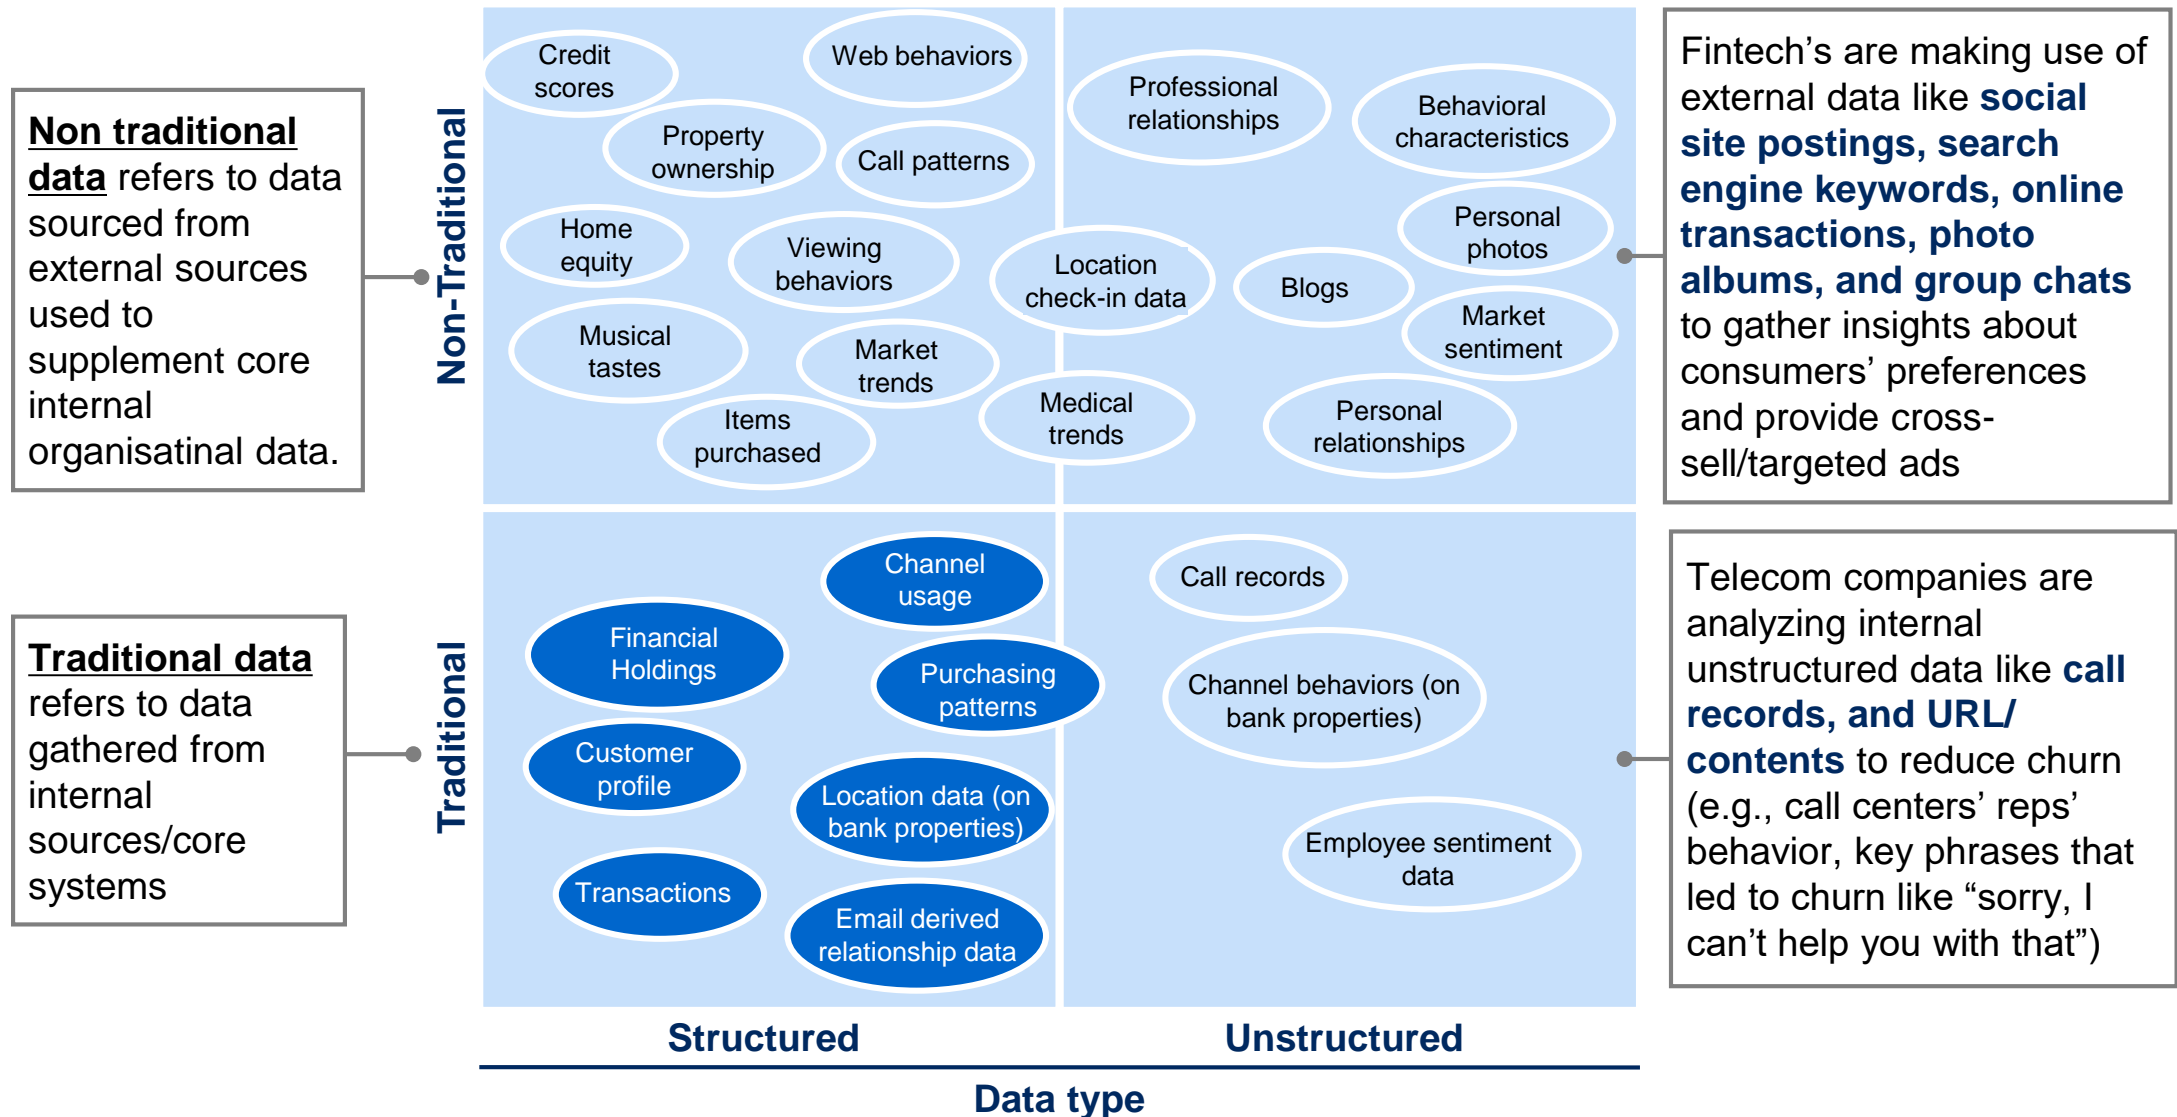 Non traditional
data refers to data
sourced from
external sources
used to
supplement core
internal
organisatinal data.
Traditional data
refers to data
gathered from
internal
sources/core
systems
Non-Traditional
Traditional
Credit
scores
Web behaviors
Property
ownership
Call patterns
Home
equity
Viewing
behaviors
Musical
tastes
Market
trends
Items
purchased
Location
check-in data
Medical
trends
Professional
relationships
Behavioral
characteristics
Personal
photos
Blogs
Market
sentiment
Personal
relationships
Channel
usage
Financial
Holdings
Purchasing
patterns
Customer
profile
Location data (on
bank properties)
Transactions
Email derived
relationship data
Call records
Channel behaviors (on
bank properties)
Employee sentiment
data
Structured
Unstructured
Data type
Fintech's are making use of
external data like social
site postings, search
engine keywords, online
transactions, photo
albums, and group chats
to gather insights about
consumers’ preferences
and provide cross-
sell/targeted ads
Telecom companies are
analyzing internal
unstructured data like call
records, and URL/
contents to reduce churn
(e.g., call centers’ reps’
behavior, key phrases that
led to churn like “sorry, I
can’t help you with that”)